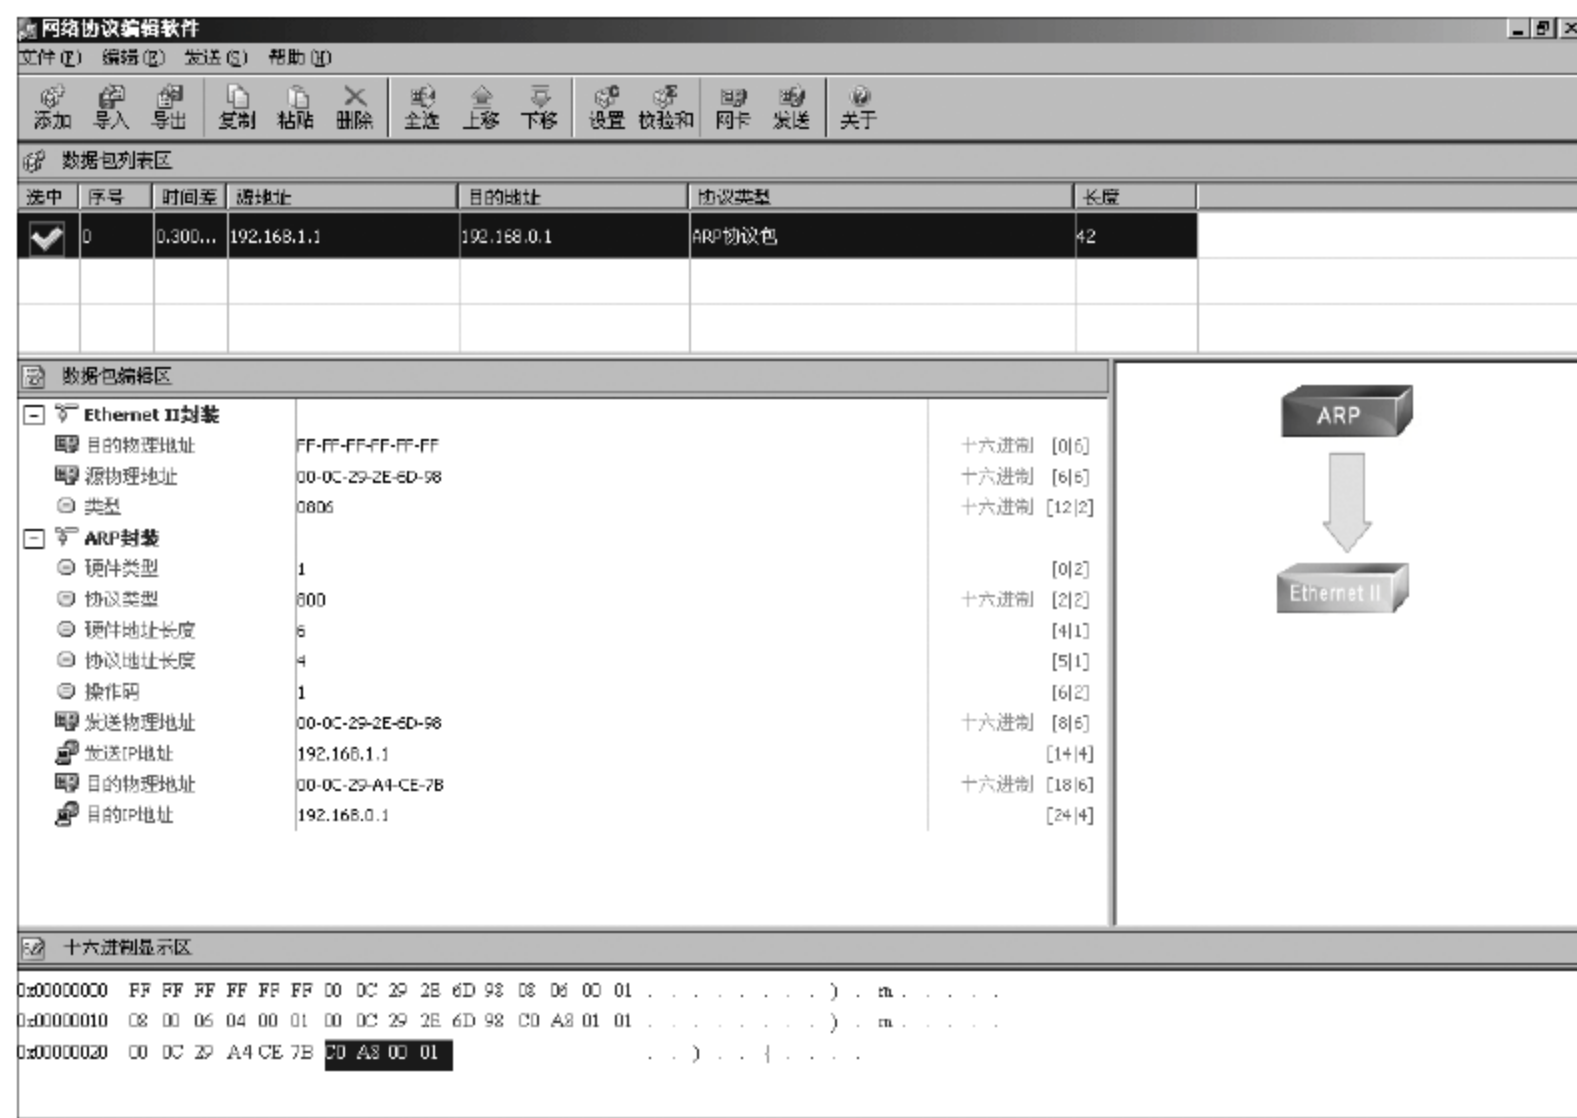 网络协议编辑软件
文件(F) 编辑(E) 发送(S) 帮助(H)
添加 导入 导出 复制 粘贴 删除 全选 上移 下移 设置 校验和 网卡 发送 关于
数据包列表区
选中 序号 时间差 源地址 目的地址 协议类型 长度
0 0.300... 192.168.1.1 192.168.0.1 ARP协议包 42
数据包编辑区
Ethernet II封装
目的物理地址 FF-FF-FF-FF-FF-FF 十六进制 [0|6]
源物理地址 00-0C-29-2E-6D-98 十六进制 [6|6]
类型 0806 十六进制 [12|2]
ARP封装
硬件类型 1 [0|2]
协议类型 800 十六进制 [2|2]
硬件地址长度 6 [4|1]
协议地址长度 4 [5|1]
操作码 1 [6|2]
发送物理地址 00-0C-29-2E-6D-98 十六进制 [8|6]
发送IP地址 192.168.1.1 [14|4]
目的物理地址 00-0C-29-A4-CE-7B 十六进制 [18|6]
目的IP地址 192.168.0.1 [24|4]
ARP
Ethernet II
十六进制显示区
0x00000000 FF FF FF FF FF FF 00 0C 29 2E 6D 98 08 06 00 01 . . . . . . . . ) . m . . . . .
0x00000010 08 00 06 04 00 01 00 0C 29 2E 6D 98 C0 A8 01 01 . . . . . . . . ) . m . . . . .
0x00000020 00 0C 29 A4 CE 7B C0 A8 00 01 . . ) . . { . . . .